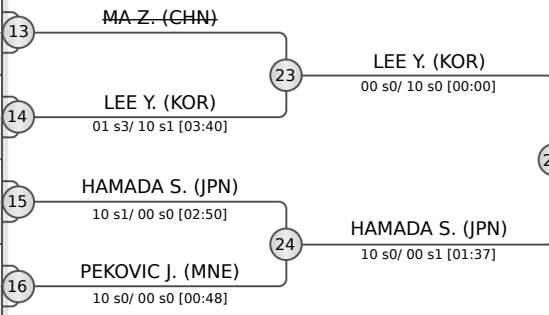 MA Z. (CHN)
13
23
LEE Y. (KOR)
00 s0/ 10 s0 [00:00]
14
LEE Y. (KOR)
01 s3/ 10 s1 [03:40]
15
HAMADA S. (JPN)
10 s1/ 00 s0 [02:50]
24
HAMADA S. (JPN)
10 s0/ 00 s1 [01:37]
16
PEKOVIC J. (MNE)
10 s0/ 00 s0 [00:48]